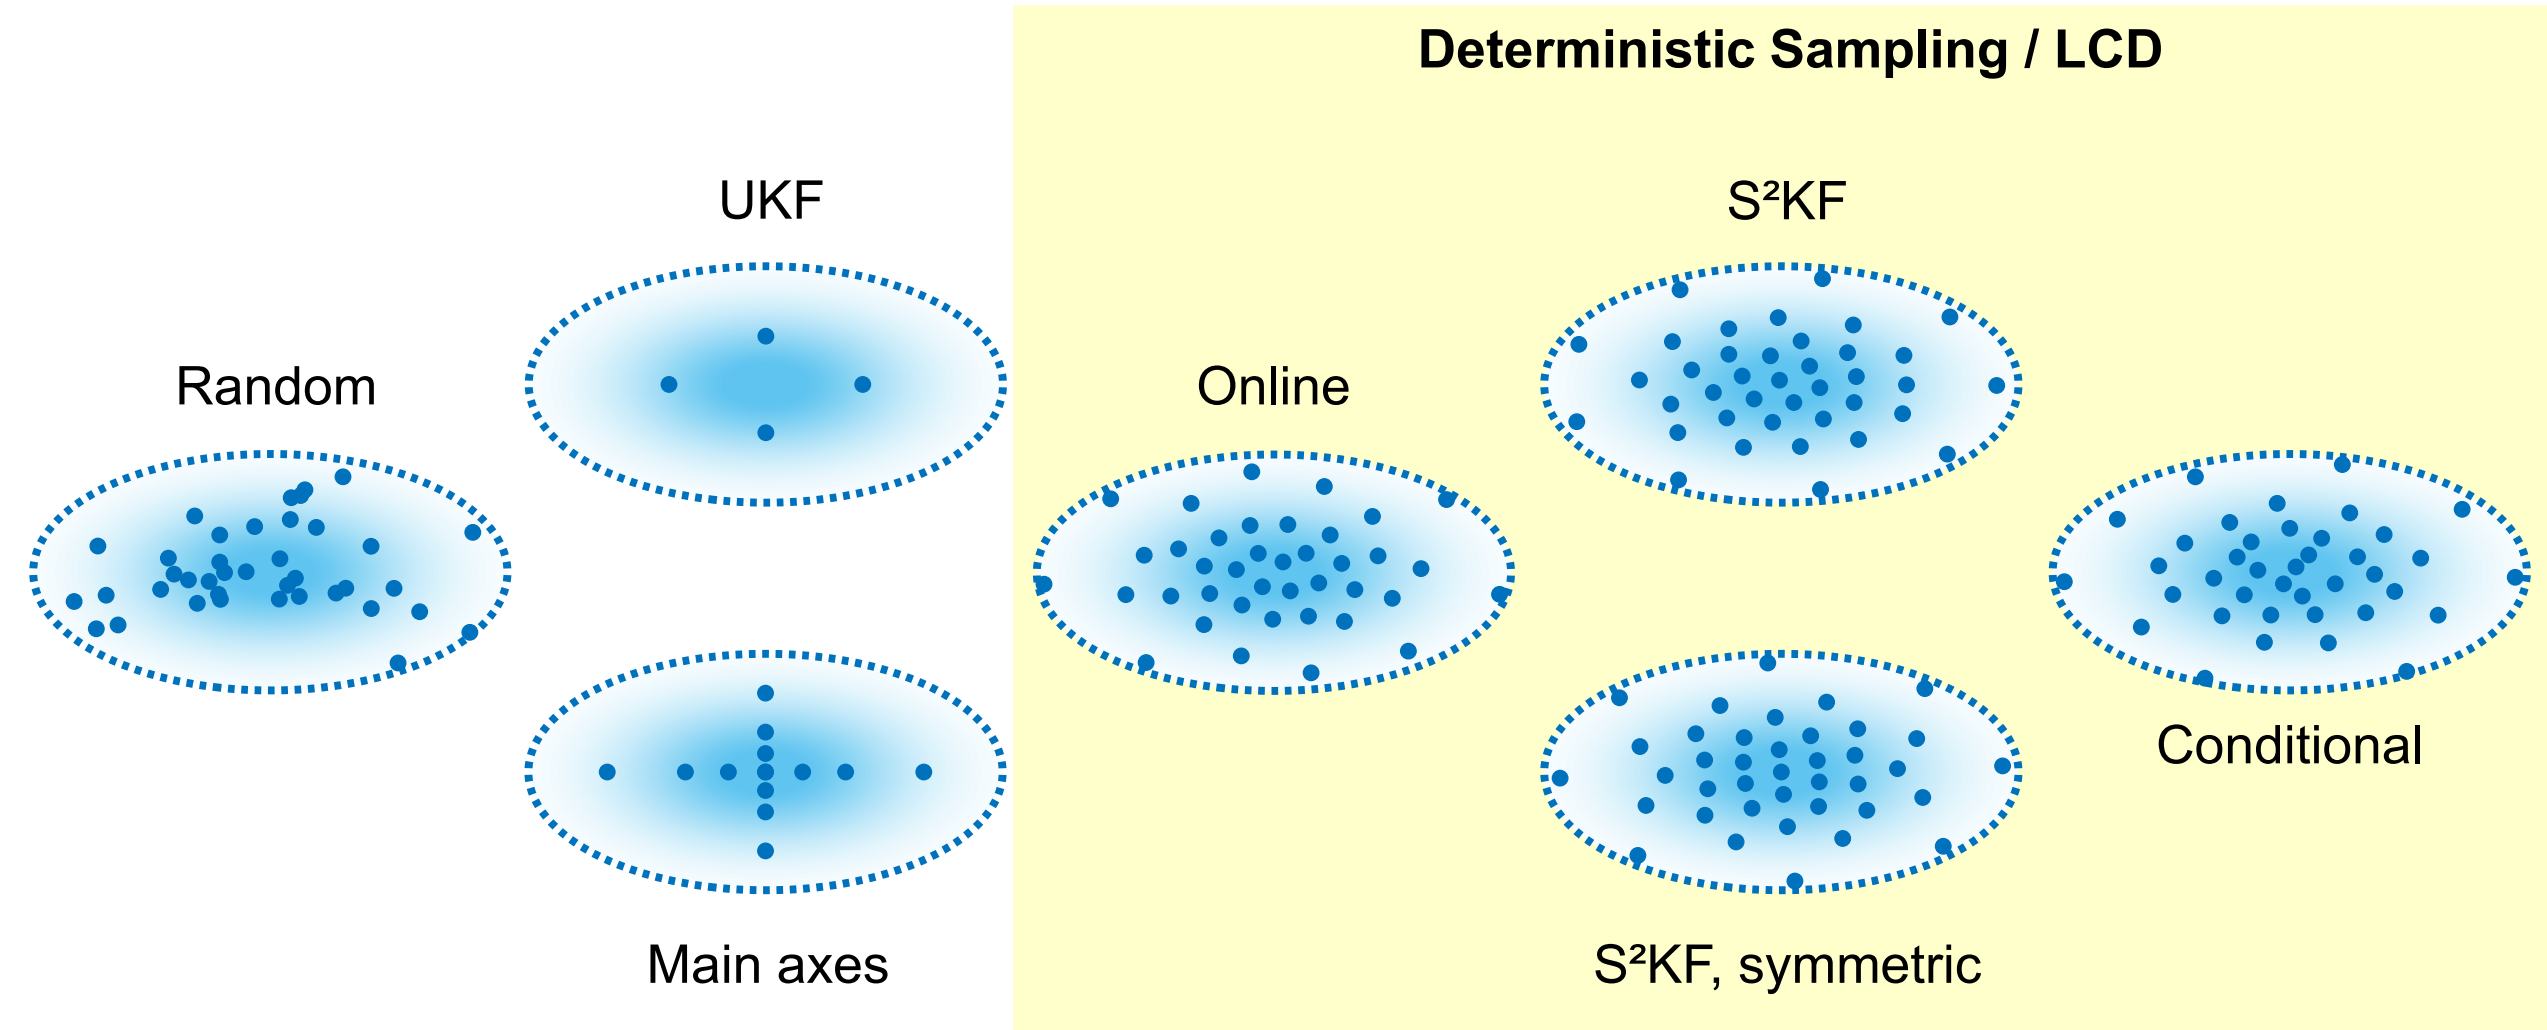 Deterministic Sampling / LCD
UKF
S²KF
Random
Online
Conditional
Main axes
S²KF, symmetric